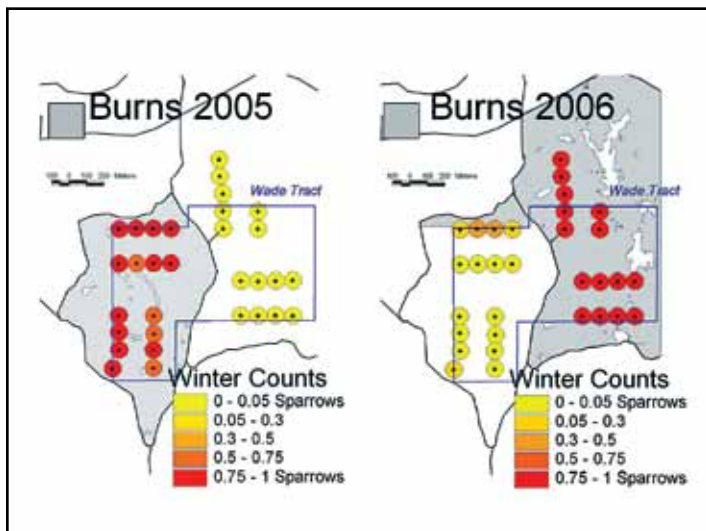 Burns 2005
Wade Tract
Winter Counts
0 - 0.05 Sparrows
0.05 - 0.3
0.3 - 0.5
0.5 - 0.75
0.75 - 1 Sparrows
Burns 2006
Wade Tract
Winter Counts
0 - 0.05 Sparrows
0.05 - 0.3
0.3 - 0.5
0.5 - 0.75
0.75 - 1 Sparrows